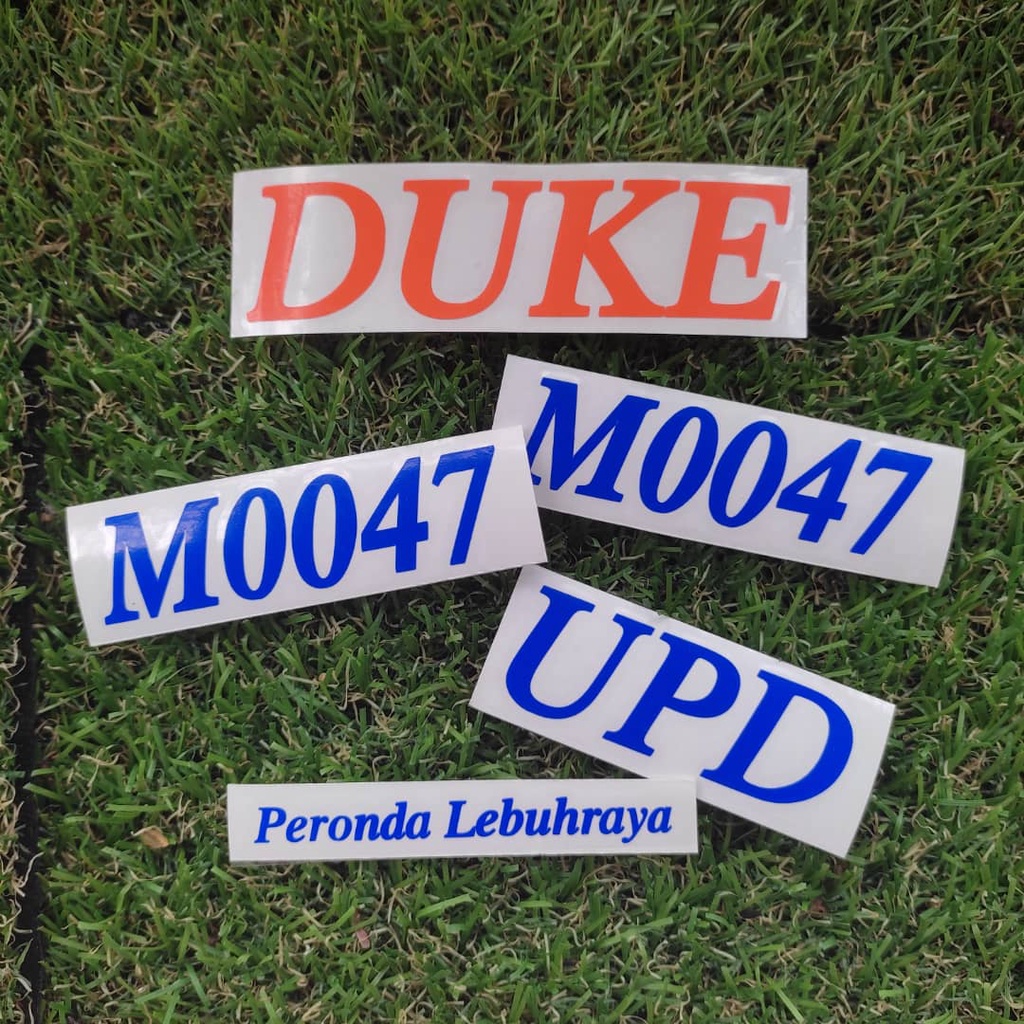 DUKE
M0047
M0047
UPD
Peronda Lebuhraya